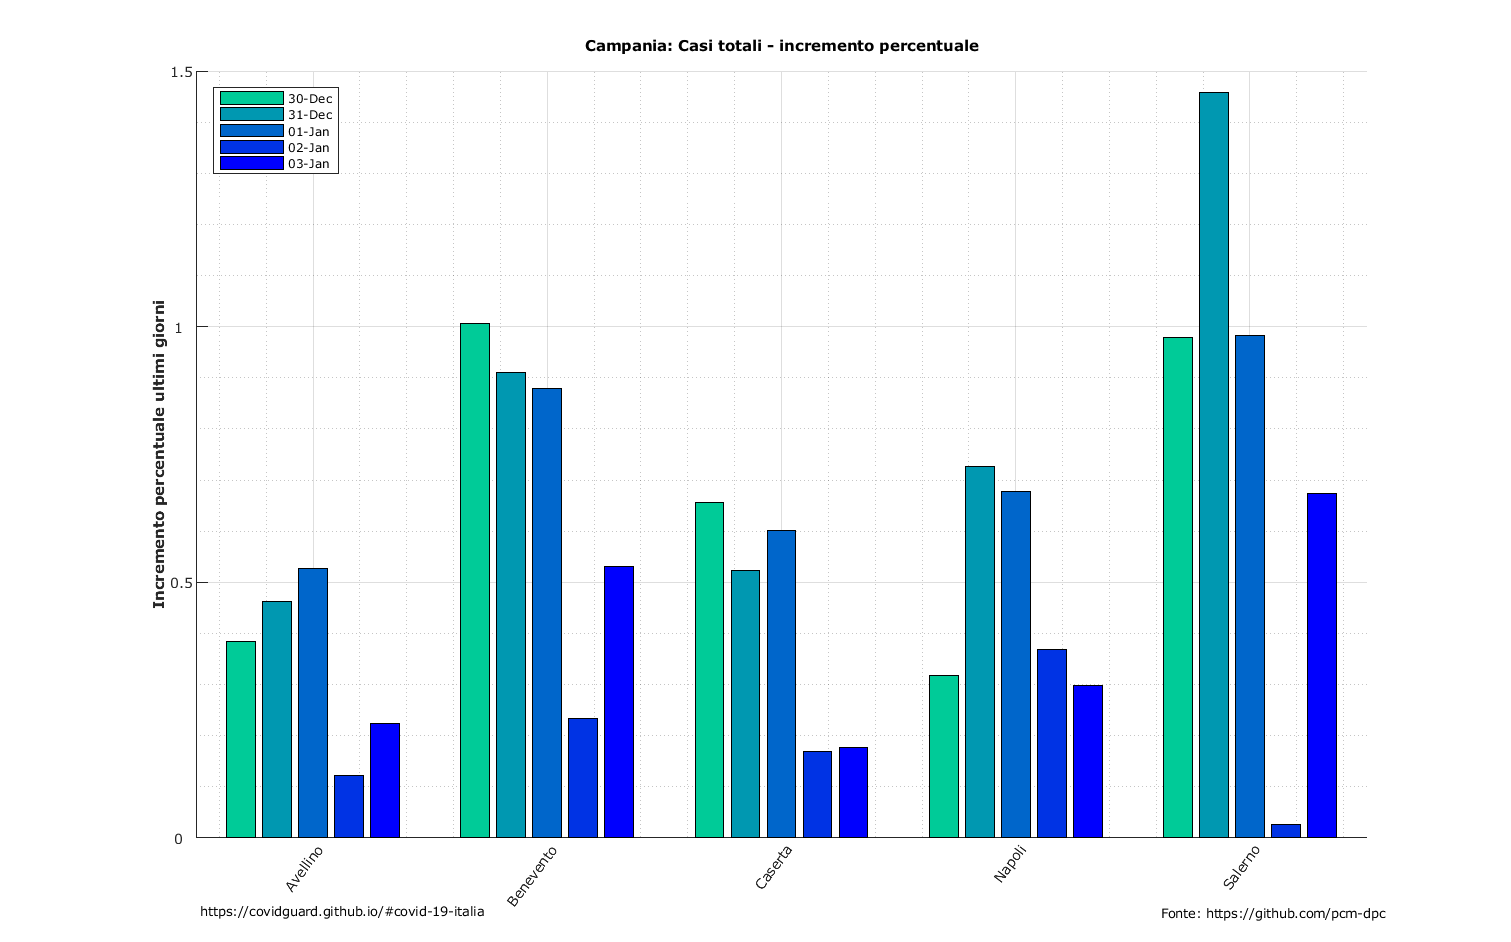 Campania: Casi totali - incremento percentuale
1.5
1
0.5
0
Incremento percentuale ultimi giorni
30-Dec
31-Dec
01-Jan
02-Jan
03-Jan
Avellino
Benevento
Caserta
Napoli
Salerno
https://covidguard.github.io/#covid-19-italia
Fonte: https://github.com/pcm-dpc